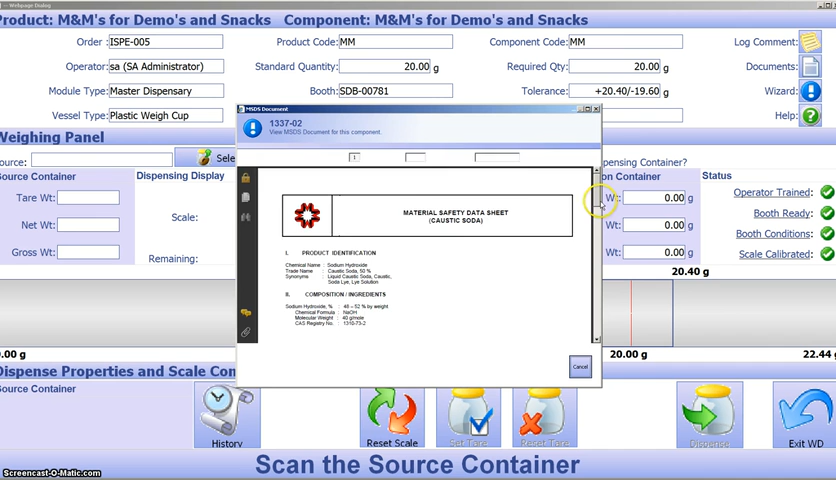 Webpage Dialog
Product: M&M's for Demo's and Snacks Component: M&M's for Demo's and Snacks
Order : ISPE-005 Product Code: MM Component Code: MM Log Comment:
Operator: sa (SA Administrator) Standard Quantity: 20.00 g Required Qty: 20.00 g Documents:
Module Type: Master Dispensary Booth: SDB-00781 Tolerance: +20.40/-19.60 g Wizard:
Vessel Type: Plastic Weigh Cup Help:
MSDS Document
1337-02
View MSDS Document for this component.
1
Weighing Panel
ource: Sele pensing Container?
Source Container Dispensing Display on Container Status
Tare Wt: Wt: 0.00 g Operator Trained:
Net Wt: Scale: Wt: 0.00 g Booth Ready:
Booth Conditions:
Gross Wt: Remaining: Wt: 0.00 g Scale Calibrated:
MATERIAL SAFETY DATA SHEET
(CAUSTIC SODA)
I. PRODUCT IDENTIFICATION
Chemical Name : Sodium Hydroxide
Trade Name : Caustic Soda, 50 %
Synonyms : Liquid Caustic Soda, Caustic,
Soda Lye, Lye Solution
II. COMPOSITION / INGREDIENTS
Sodium Hydroxide, % : 48 – 52 % by weight
Chemical Formula : NaOH
Molecular Weight : 40 g/mole
CAS Registry No. : 1310-73-2
Cancel
20.40 g
0.00 g 20.00 g 22.44 g
Dispense Properties and Scale Co
Source Container
History Reset Scale Set Tare Reset Tare Dispense Exit WD
Scan the Source Container
Screencast-O-Matic.com